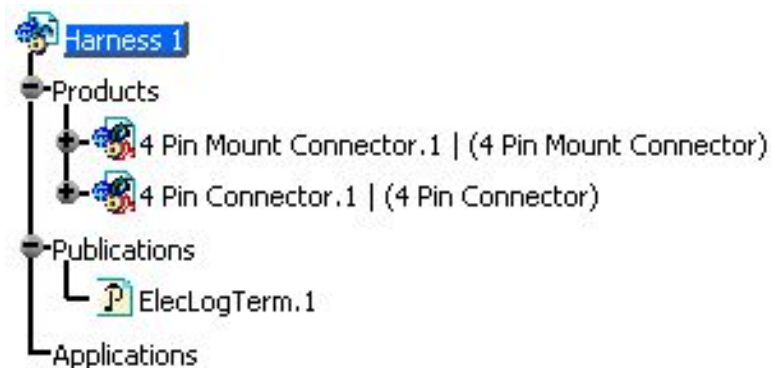 Harness 1
Products
4 Pin Mount Connector.1 | (4 Pin Mount Connector)
4 Pin Connector.1 | (4 Pin Connector)
Publications
ElecLogTerm.1
Applications